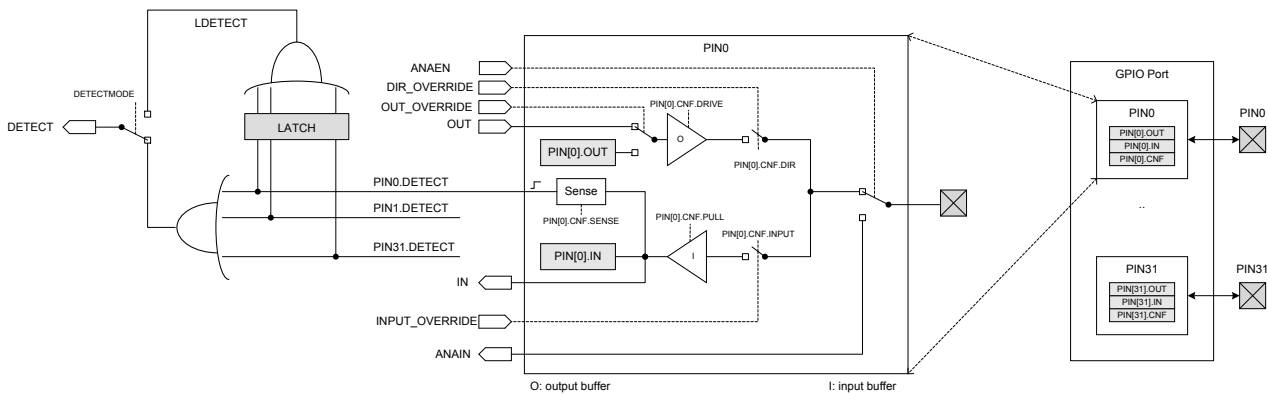 LDETECT
DETECTMODE
DETECT
LATCH
PIN0.DETECT
PIN1.DETECT
PIN31.DETECT
PIN0
ANAEN
DIR_OVERRIDE
OUT_OVERRIDE
OUT
PIN[0].CNF.DRIVE
O
PIN[0].OUT
PIN[0].CNF.DIR
Sense
PIN[0].CNF.SENSE
PIN[0].CNF.PULL
PIN[0].CNF.INPUT
PIN[0].IN
I
IN
INPUT_OVERRIDE
ANAIN
O: output buffer
I: input buffer
GPIO Port
PIN0
PIN[0].OUT
PIN[0].IN
PIN[0].CNF
PIN0
..
PIN31
PIN[31].OUT
PIN[31].IN
PIN[31].CNF
PIN31